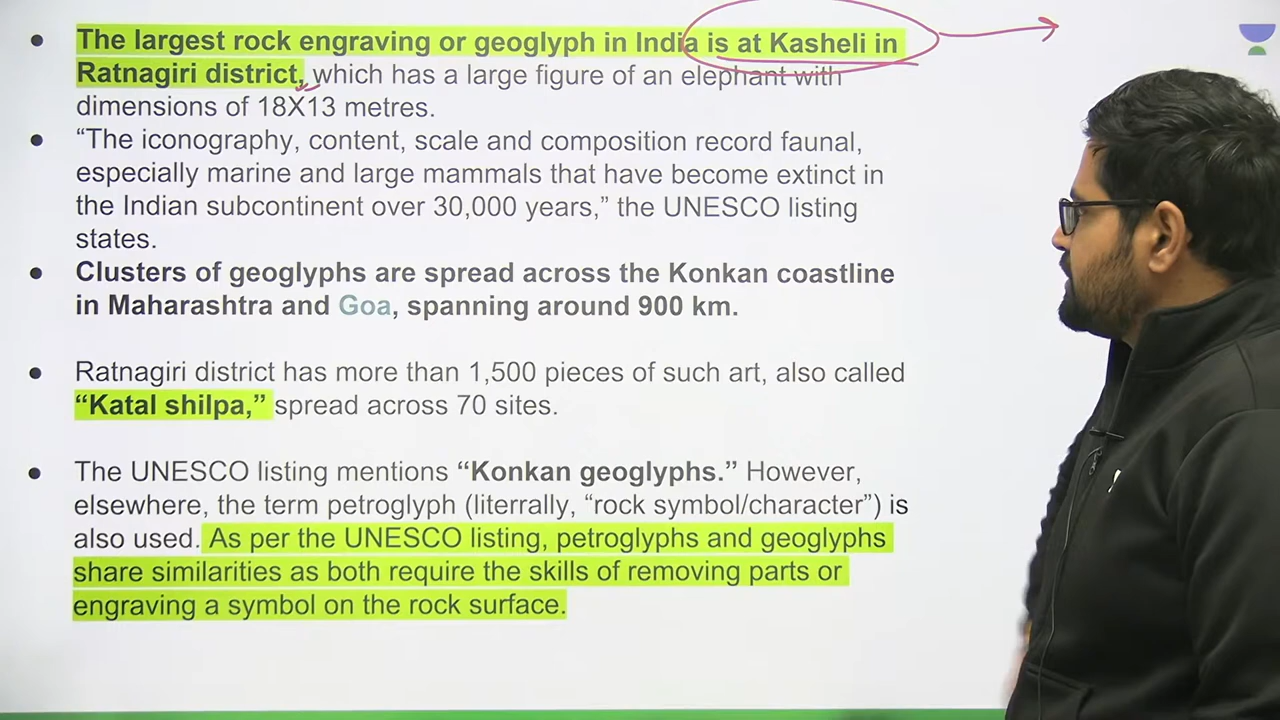 • The largest rock engraving or geoglyph in India is at Kasheli in
Ratnagiri district, which has a large figure of an elephant with
dimensions of 18X13 metres.
• “The iconography, content, scale and composition record faunal,
especially marine and large mammals that have become extinct in
the Indian subcontinent over 30,000 years,” the UNESCO listing
states.
• Clusters of geoglyphs are spread across the Konkan coastline
in Maharashtra and Goa, spanning around 900 km.
• Ratnagiri district has more than 1,500 pieces of such art, also called
“Katal shilpa,” spread across 70 sites.
• The UNESCO listing mentions “Konkan geoglyphs.” However,
elsewhere, the term petroglyph (literrally, “rock symbol/character”) is
also used. As per the UNESCO listing, petroglyphs and geoglyphs
share similarities as both require the skills of removing parts or
engraving a symbol on the rock surface.